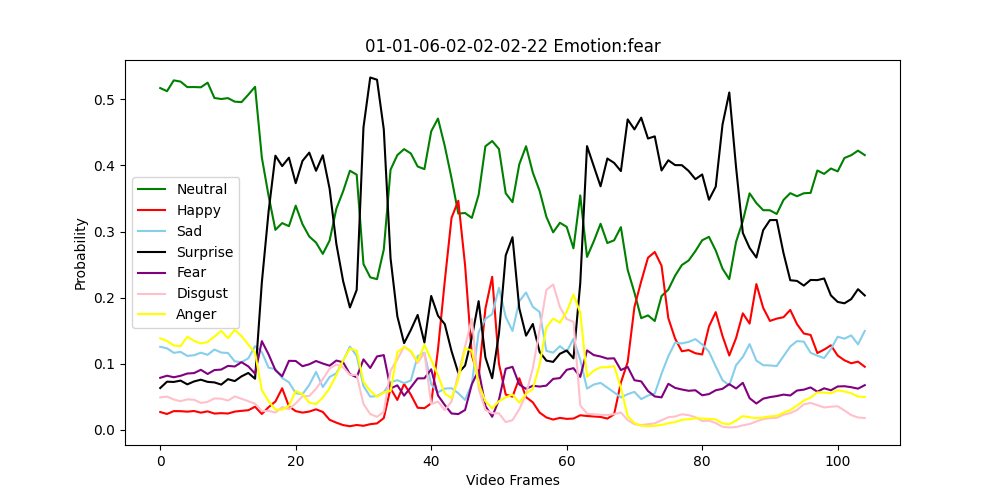 01-01-06-02-02-02-22 Emotion:fear
Probability
0.5
0.4
0.3
0.2
0.1
0.0
Neutral
Happy
Sad
Surprise
Fear
Disgust
Anger
0 20 40 60 80 100
Video Frames